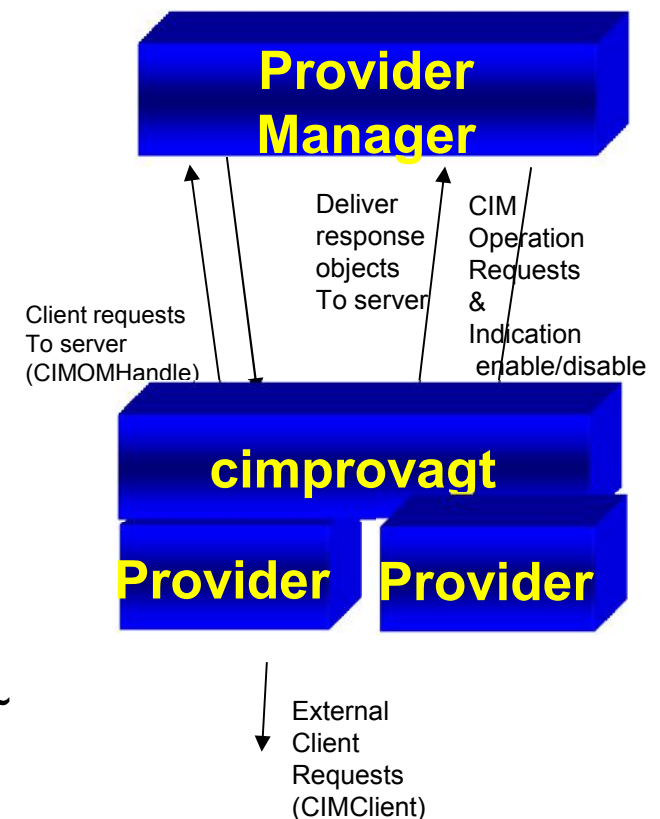 Provider
Manager
Deliver
response
objects
To server
CIM
Operation
Requests
&
Indication
enable/disable
Client requests
To server
(CIMOMHandle)
cimprovagt
Provider
Provider
External
Client
Requests
(CIMClient)